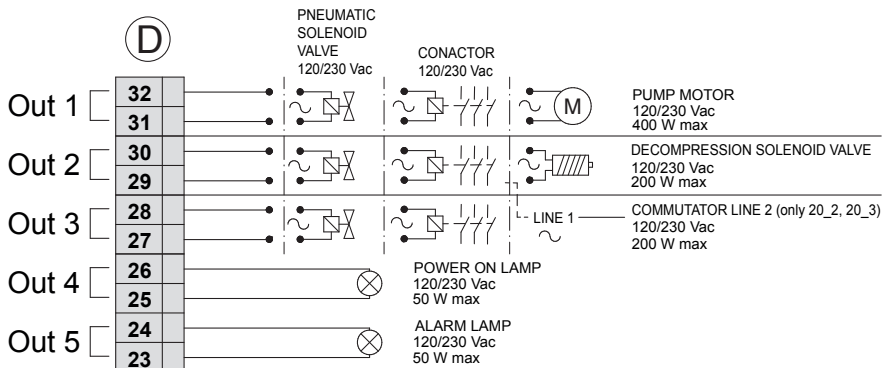 D
PNEUMATIC
SOLENOID
VALVE
120/230 Vac
CONACTOR
120/230 Vac
Out 1
32
31
M
PUMP MOTOR
120/230 Vac
400 W max
Out 2
30
29
DECOMPRESSION SOLENOID VALVE
120/230 Vac
200 W max
Out 3
28
27
LINE 1
COMMUTATOR LINE 2 (only 20_2, 20_3)
120/230 Vac
200 W max
Out 4
26
25
POWER ON LAMP
120/230 Vac
50 W max
Out 5
24
23
ALARM LAMP
120/230 Vac
50 W max